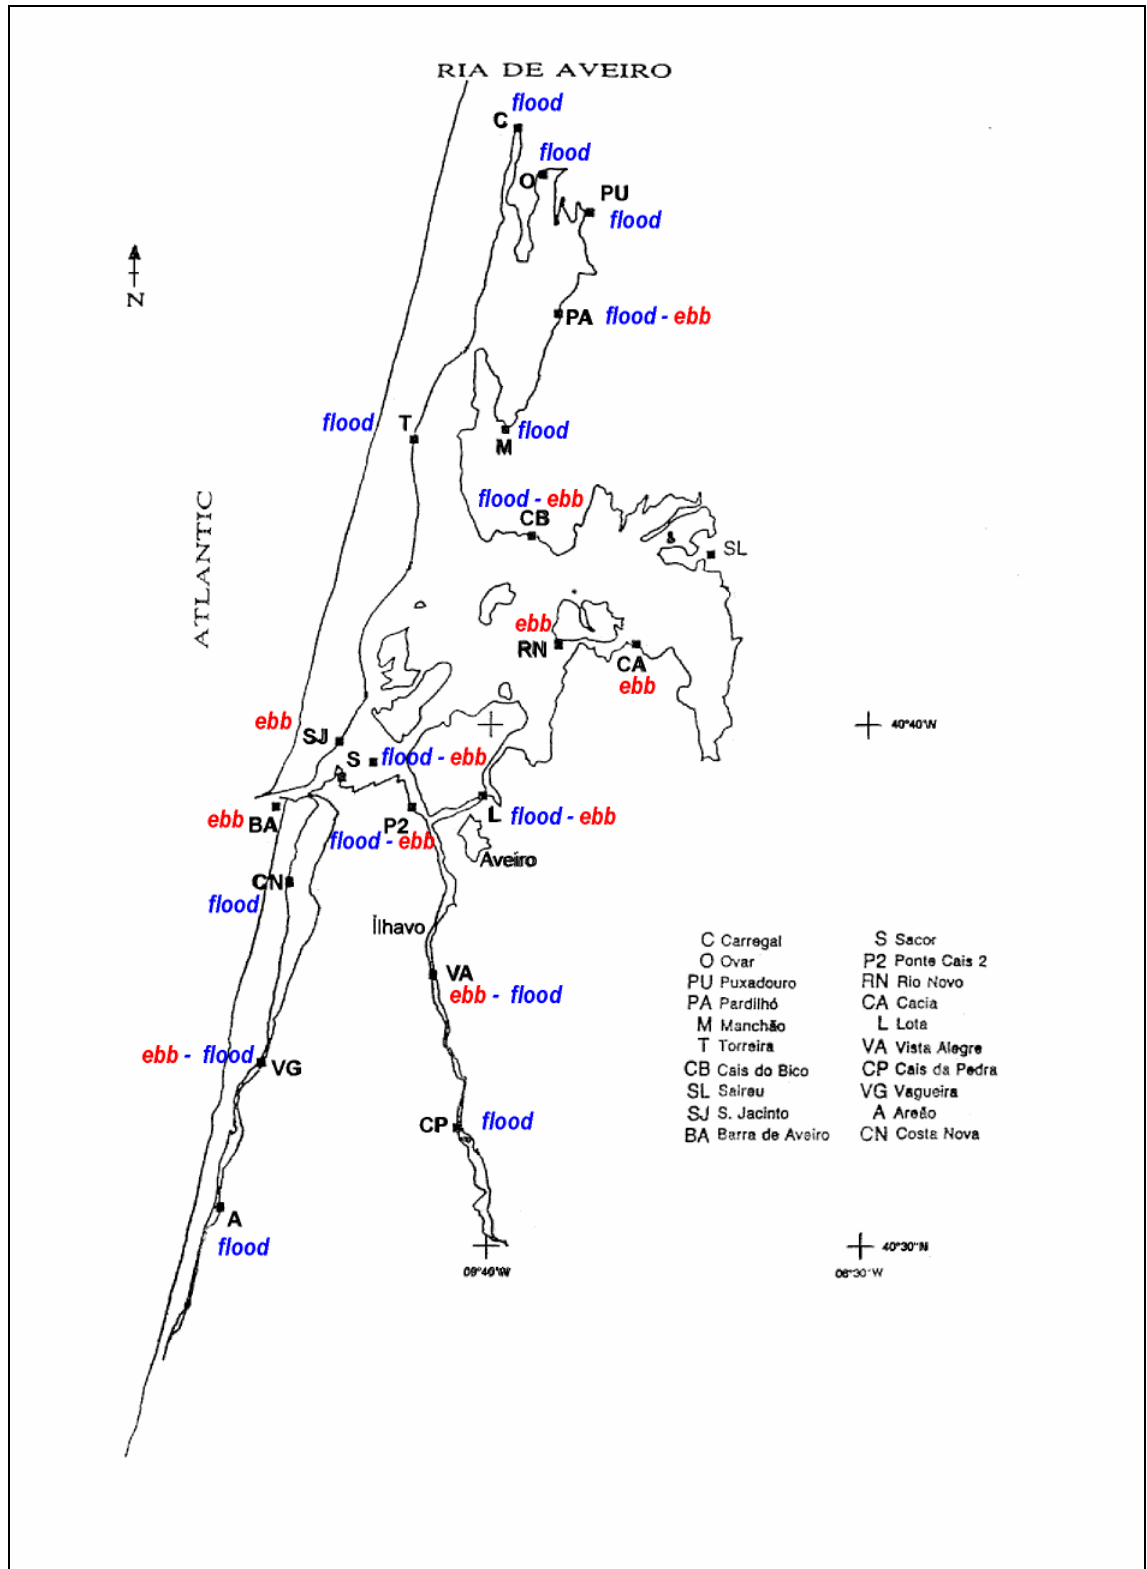 RIA DE AVEIRO
flood
C
flood
O
PU
flood
N
PA flood - ebb
flood T
M flood
flood - ebb
CB
SL
ATLANTIC
ebb
RN
CA
ebb
ebb
SJ
40°40'W
S flood - ebb
ebb BA
P2
L flood - ebb
flood - ebb
Aveiro
CN
flood
Ílhavo
VA
ebb - flood
ebb - flood
VG
CP flood
A
flood
C Carregal
O Ovar
PU Puxadouro
PA Pardilhó
M Manchão
T Torreira
CB Cais do Bico
SL Salreu
SJ S. Jacinto
BA Barra de Aveiro
S Sacor
P2 Ponte Cais 2
RN Rio Novo
CA Cacia
L Lota
VA Vista Alegre
CP Cais da Pedra
VG Vagueira
A Areão
CN Costa Nova
40°30"N